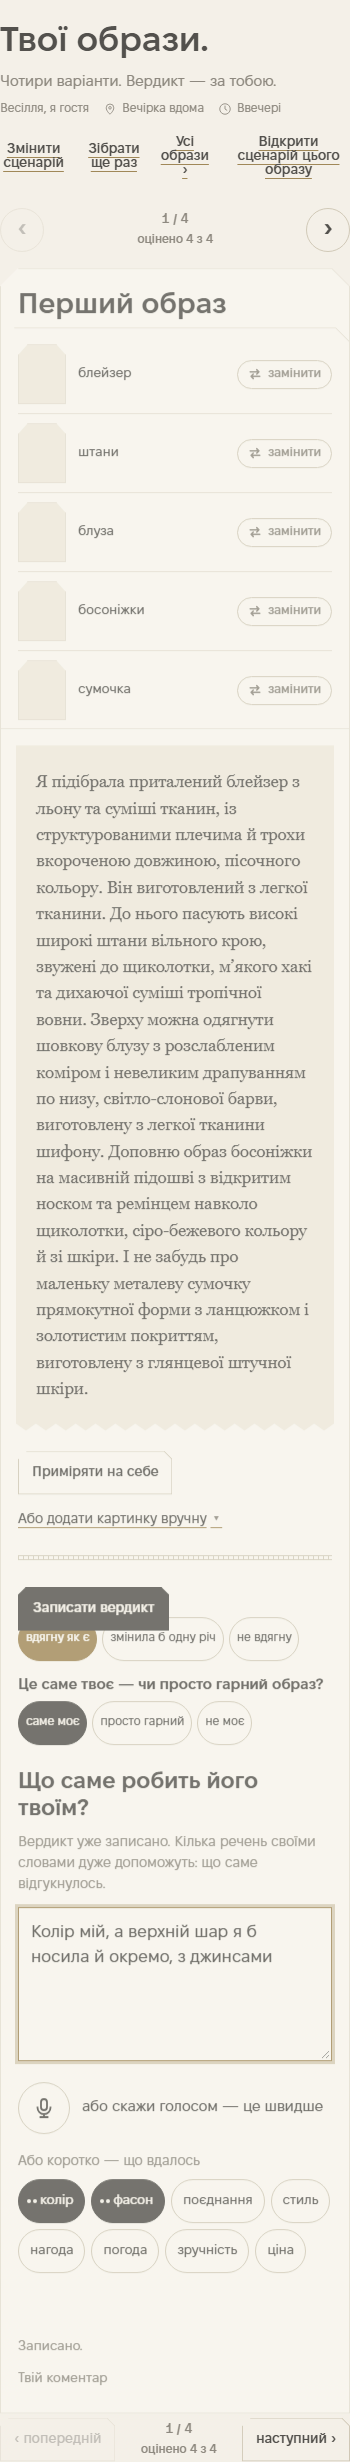 Твої образи.
Чотири варіанти. Вердикт — за тобою.
Весілля, я гостя Вечірка вдома Ввечері
Змінити
сценарій
Зібрати
ще раз
Усі
образи
›
Відкрити
сценарій цього
образу
‹
1 / 4
оцінено 4 з 4
›
Перший образ
блейзер
замінити
штани
замінити
блуза
замінити
босоніжки
замінити
сумочка
замінити
Я підібрала приталений блейзер з
льону та суміші тканин, із
структурованими плечима й трохи
вкороченою довжиною, пісочного
кольору. Він виготовлений з легкої
тканини. До нього пасують високі
широкі штани вільного крою,
звужені до щиколотки, м’якого хакі
та дихаючої суміші тропічної
вовни. Зверху можна одягнути
шовкову блузу з розслабленим
коміром і невеликим драпуванням
по низу, світло-слонової барви,
виготовлену з легкої тканини
шифону. Доповню образ босоніжки
на масивній підошві з відкритим
носком та ремінцем навколо
щиколотки, сіро-бежевого кольору
й зі шкіри. І не забудь про
маленьку металеву сумочку
прямокутної форми з ланцюжком і
золотистим покриттям,
виготовлену з глянцевої штучної
шкіри.
Приміряти на себе
Або додати картинку вручну
Записати вердикт
вдягну як є змінила б одну річ не вдягну
Це саме твоє — чи просто гарний образ?
саме моє просто гарний не моє
Що саме робить його
твоїм?
Вердикт уже записано. Кілька речень своїми
словами дуже допоможуть: що саме
відгукнулось.
Колір мій, а верхній шар я б
носила й окремо, з джинсами
або скажи голосом — це швидше
Або коротко — що вдалось
колір фасон поєднання стиль
нагода погода зручність ціна
Записано.
Твій коментар
‹ попередній
1 / 4
оцінено 4 з 4
наступний ›